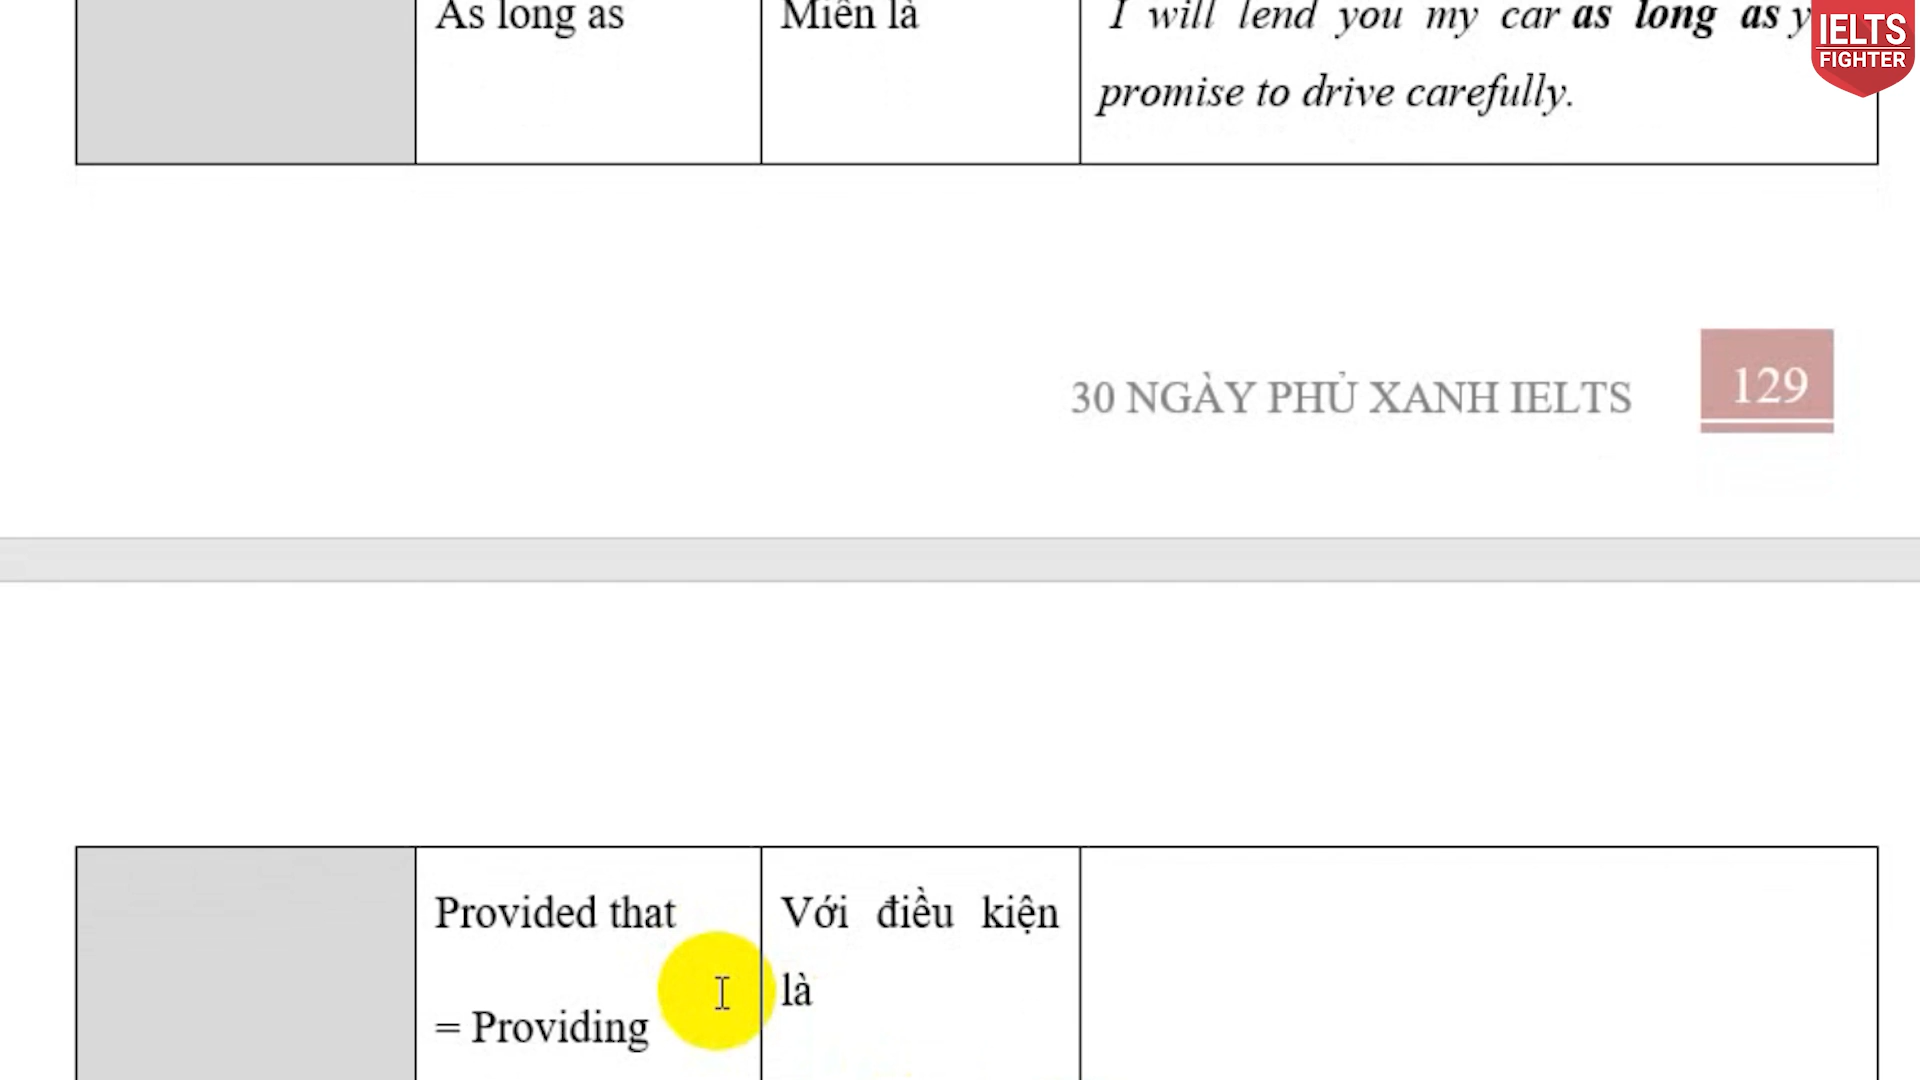 As long as
Miễn là
I will lend you my car as long as
promise to drive carefully.
IELTS
FIGHTER
30 NGÀY PHỦ XANH IELTS
129
Provided that
= Providing
Với điều kiện
là